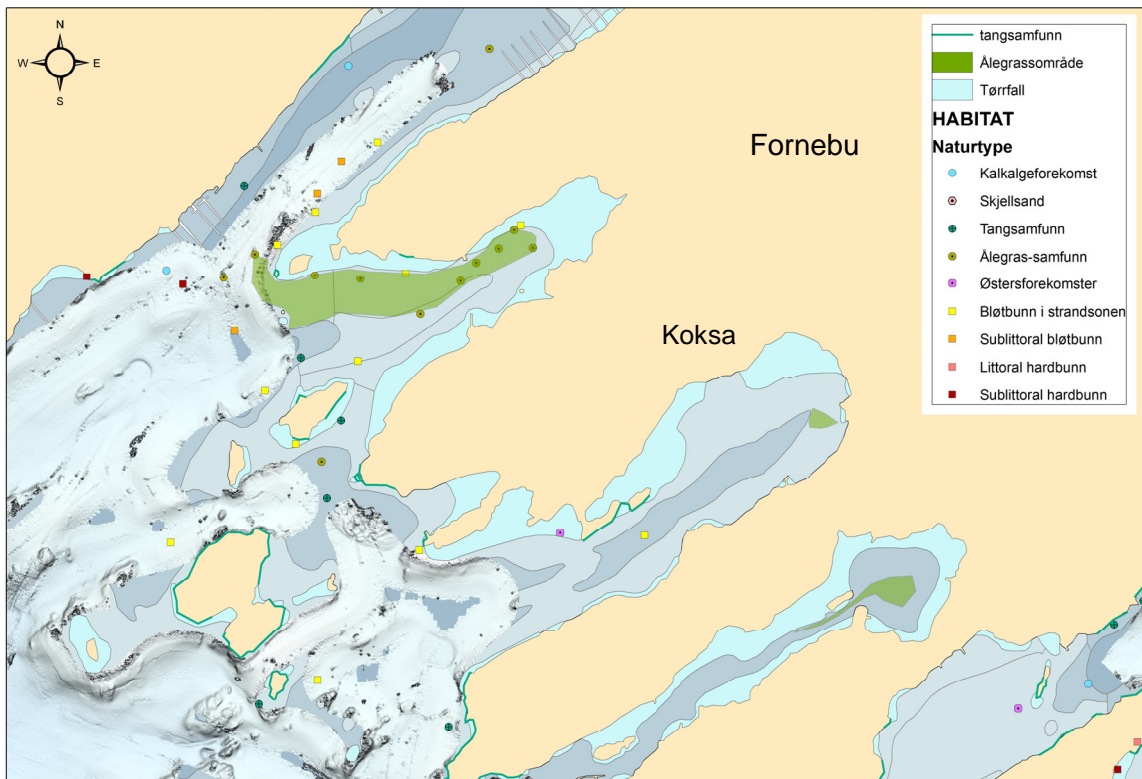 N
W E
S
Fornebu
Koksa
tangsamfunn
Ålegrassområde
Tørrfall
HABITAT
Naturtype
Kalkalgeforekomst
Skjellsand
Tangsamfunn
Ålegras-samfunn
Østersforekomster
Bløtbunn i strandsonen
Sublittoral bløtbunn
Littoral hardbunn
Sublittoral hardbunn